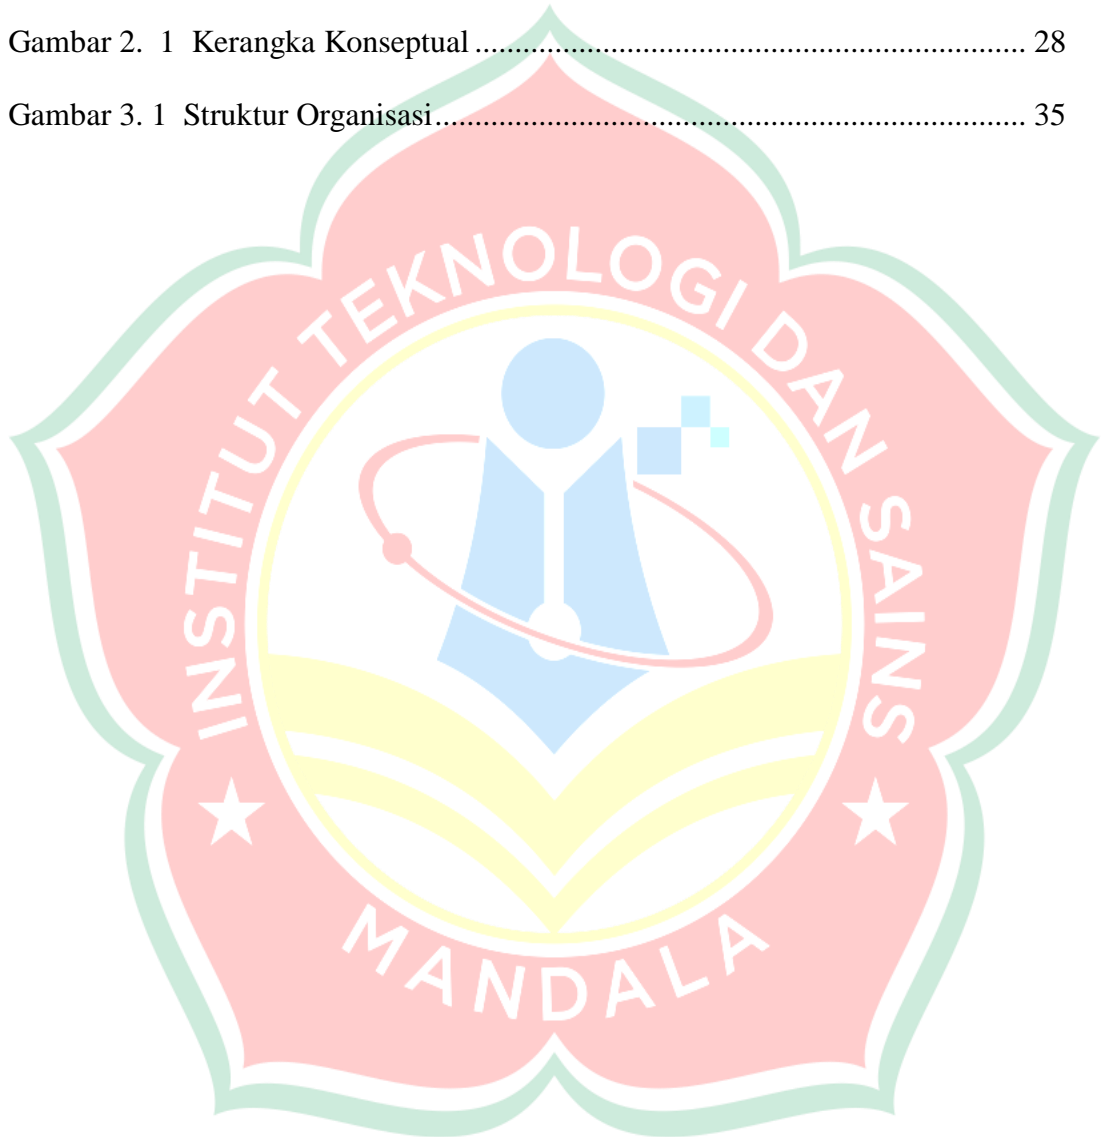 Gambar 2.  1  Kerangka Konseptual ..................................................................... 28
Gambar 3. 1  Struktur Organisasi.......................................................................... 35
INSTITUT TEKNOLOGI DAN SAINS
MANDALA